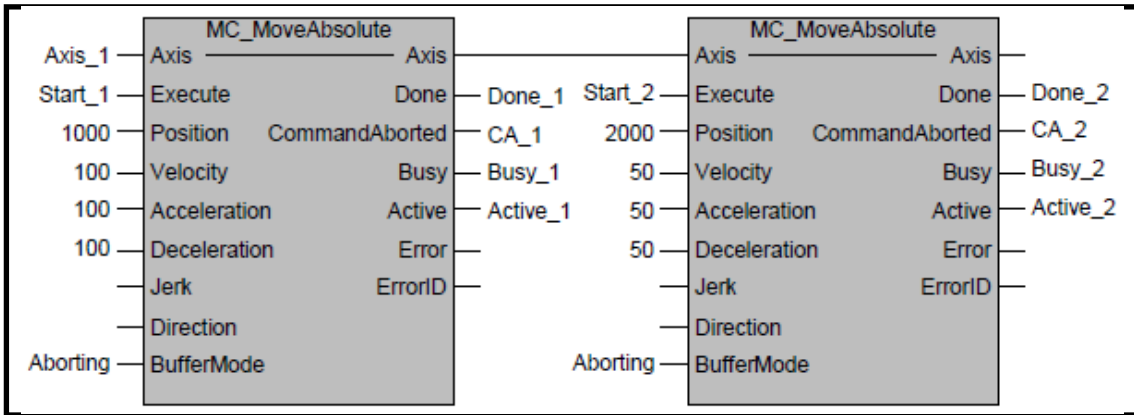 MC_MoveAbsolute MC_MoveAbsolute
Axis_1 Axis Axis Axis Axis
Start_1 Execute Done Done_1 Start_2 Execute Done Done_2
1000 Position CommandAborted CA_1 2000 Position CommandAborted CA_2
100 Velocity Busy Busy_1 50 Velocity Busy Busy_2
100 Acceleration Active Active_1 50 Acceleration Active Active_2
100 Deceleration Error 50 Deceleration Error
Jerk ErrorID Jerk ErrorID
Direction Direction
Aborting BufferMode Aborting BufferMode